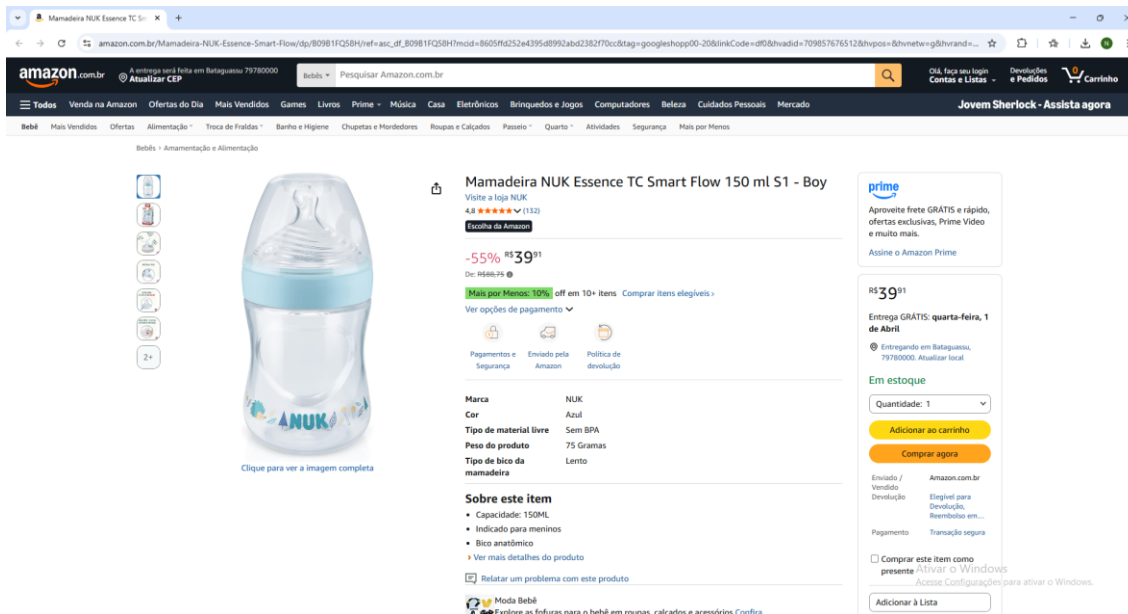 Mamadeira NUK Essence TC Sm
amazon.com.br/Mamadeira-NUK-Essence-Smart-Flow/dp/B09B1FQ58H/ref=asc_df_B09B1FQ58H?mcid=8605ffd252e4395d8992abd2382f70cc&tag=googleshopp00-20&linkCode=df0&hvadid=709857676512&hvpos=&hvnetw=g&hvrand=...
amazon.com.br
A entrega será feita em Bataguassu 79780000
Atualizar CEP
Bebês
Pesquisar Amazon.com.br
Olá, faça seu login
Contas e Listas
Devoluções
e Pedidos
0
Carrinho
Todos Venda na Amazon Ofertas do Dia Mais Vendidos Games Livros Prime Música Casa Eletrônicos Brinquedos e Jogos Computadores Beleza Cuidados Pessoais Mercado
Jovem Sherlock - Assista agora
Bebê Mais Vendidos Ofertas Alimentação Troca de Fraldas Banho e Higiene Chupetas e Mordedores Roupas e Calçados Passeio Quarto Atividades Segurança Mais por Menos
Bebês › Amamentação e Alimentação
2+
NUK
Clique para ver a imagem completa
Mamadeira NUK Essence TC Smart Flow 150 ml S1 - Boy
Visite a loja NUK
4,8 (132)
Escolha da Amazon
-55% R$3991
De: R$88,75
Mais por Menos: 10% off em 10+ itens Comprar itens elegíveis ›
Ver opções de pagamento
Pagamentos e
Segurança
Enviado pela
Amazon
Política de
devolução
Marca NUK
Cor Azul
Tipo de material livre Sem BPA
Peso do produto 75 Gramas
Tipo de bico da
mamadeira
Lento
Sobre este item
• Capacidade: 150ML
• Indicado para meninos
• Bico anatômico
› Ver mais detalhes do produto
Relatar um problema com este produto
Moda Bebê
Explore as fofuras para o bebê em roupas, calçados e acessórios Confira.
prime
Aproveite frete GRÁTIS e rápido,
ofertas exclusivas, Prime Video
e muito mais.
Assine o Amazon Prime
R$3991
Entrega GRÁTIS: quarta-feira, 1
de Abril
Entregando em Bataguassu,
79780000. Atualizar local
Em estoque
Quantidade: 1
Adicionar ao carrinho
Comprar agora
Enviado /
Vendido
Amazon.com.br
Devolução
Elegível para
Devolução,
Reembolso em...
Pagamento Transação segura
Comprar este item como
presente
Ativar o Windows
Acesse Configurações para ativar o Windows.
Adicionar à Lista